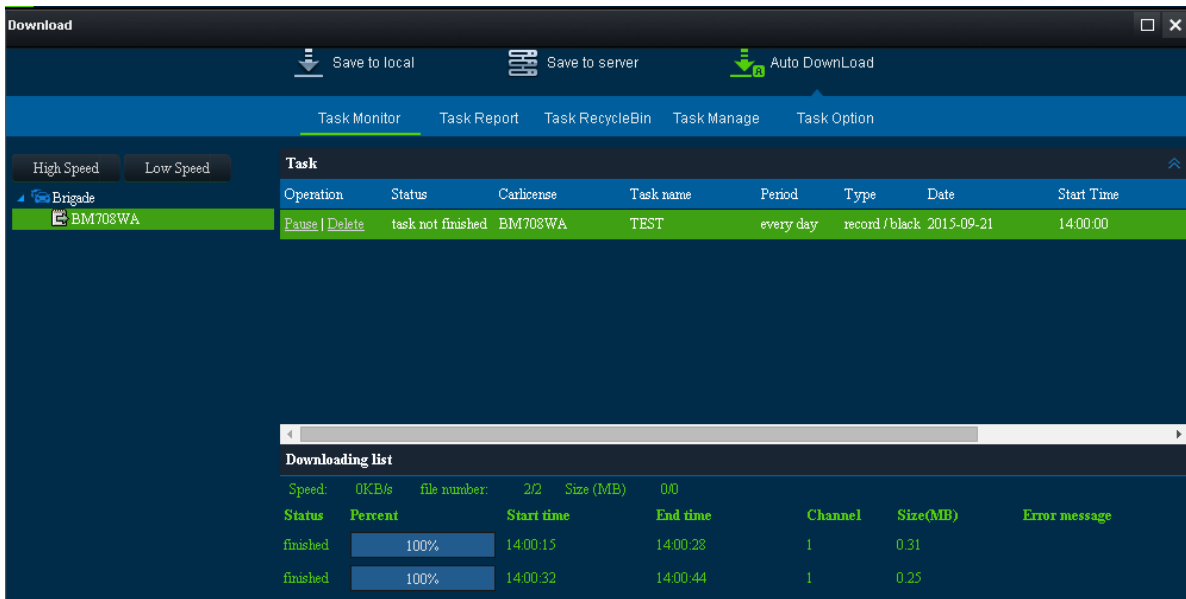 Download
Save to local Save to server A Auto DownLoad
Task Monitor Task Report Task RecycleBin Task Manage Task Option
High Speed Low Speed
Task
Brigade
Operation Status Carlicense Task name Period Type Date Start Time
BM708WA
Pause | Delete task not finished BM708WA TEST every day record / black 2015-09-21 14:00:00
Downloading list
Speed: 0KB/s file number: 2/2 Size (MB) 0/0
Status Percent Start time End time Channel Size(MB) Error message
finished 100% 14:00:15 14:00:28 1 0.31
finished 100% 14:00:32 14:00:44 1 0.25